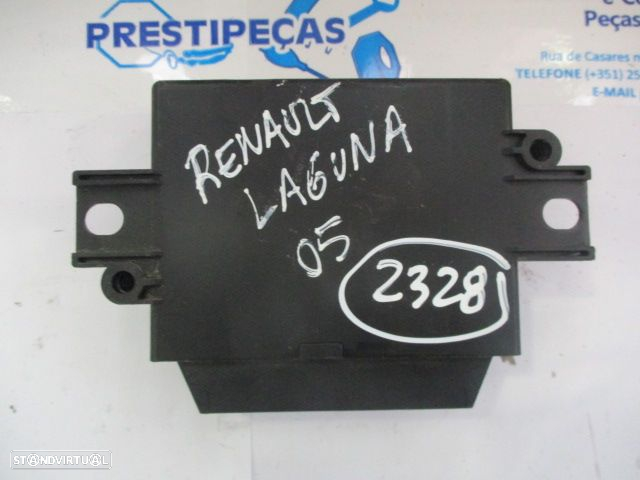 PRESTIPEÇAS
e C
Peças
Rua de Casares n
TELEFONE (+351) 25
E-MAIL
RENAULT
LAGUNA
05
2328
STANDVIRTUAL